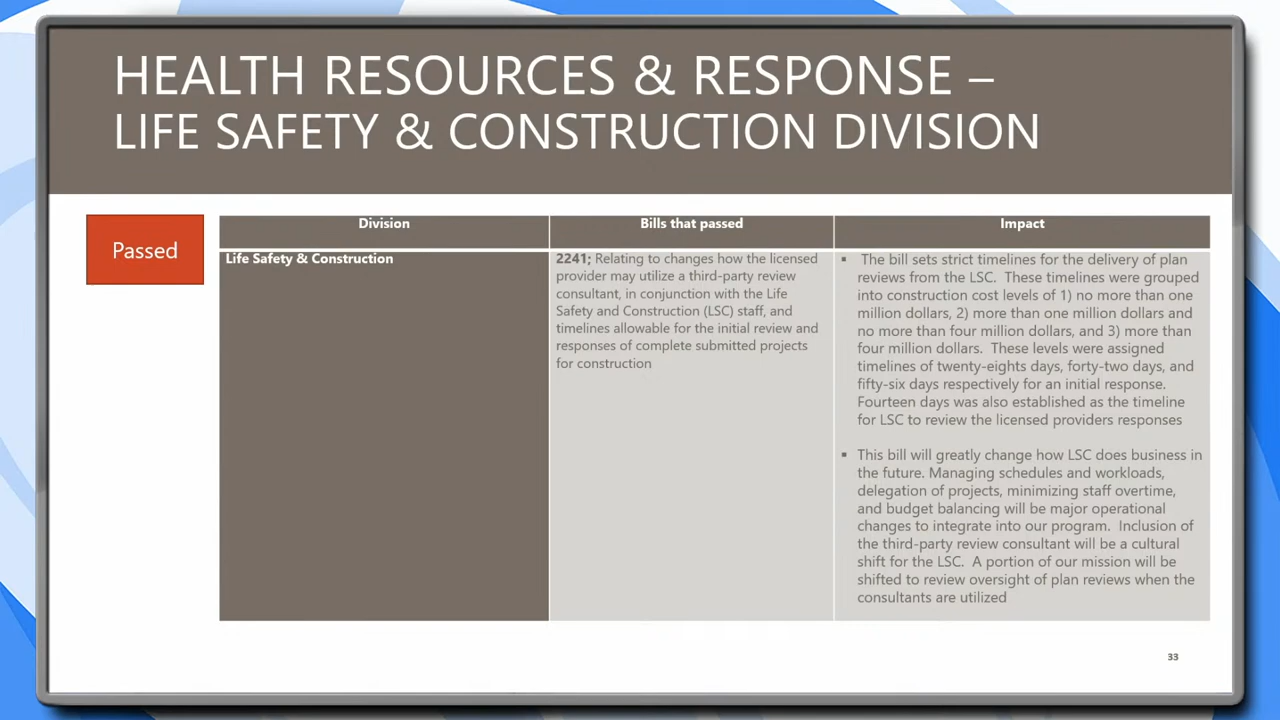 HEALTH RESOURCES & RESPONSE –
LIFE SAFETY & CONSTRUCTION DIVISION
Passed
Division
Bills that passed
Impact
Life Safety & Construction
2241; Relating to changes how the licensed
provider may utilize a third-party review
consultant, in conjunction with the Life
Safety and Construction (LSC) staff, and
timelines allowable for the initial review and
responses of complete submitted projects
for construction
▪ The bill sets strict timelines for the delivery of plan
reviews from the LSC. These timelines were grouped
into construction cost levels of 1) no more than one
million dollars, 2) more than one million dollars and
no more than four million dollars, and 3) more than
four million dollars. These levels were assigned
timelines of twenty-eights days, forty-two days, and
fifty-six days respectively for an initial response.
Fourteen days was also established as the timeline
for LSC to review the licensed providers responses
▪ This bill will greatly change how LSC does business in
the future. Managing schedules and workloads,
delegation of projects, minimizing staff overtime,
and budget balancing will be major operational
changes to integrate into our program. Inclusion of
the third-party review consultant will be a cultural
shift for the LSC. A portion of our mission will be
shifted to review oversight of plan reviews when the
consultants are utilized
33